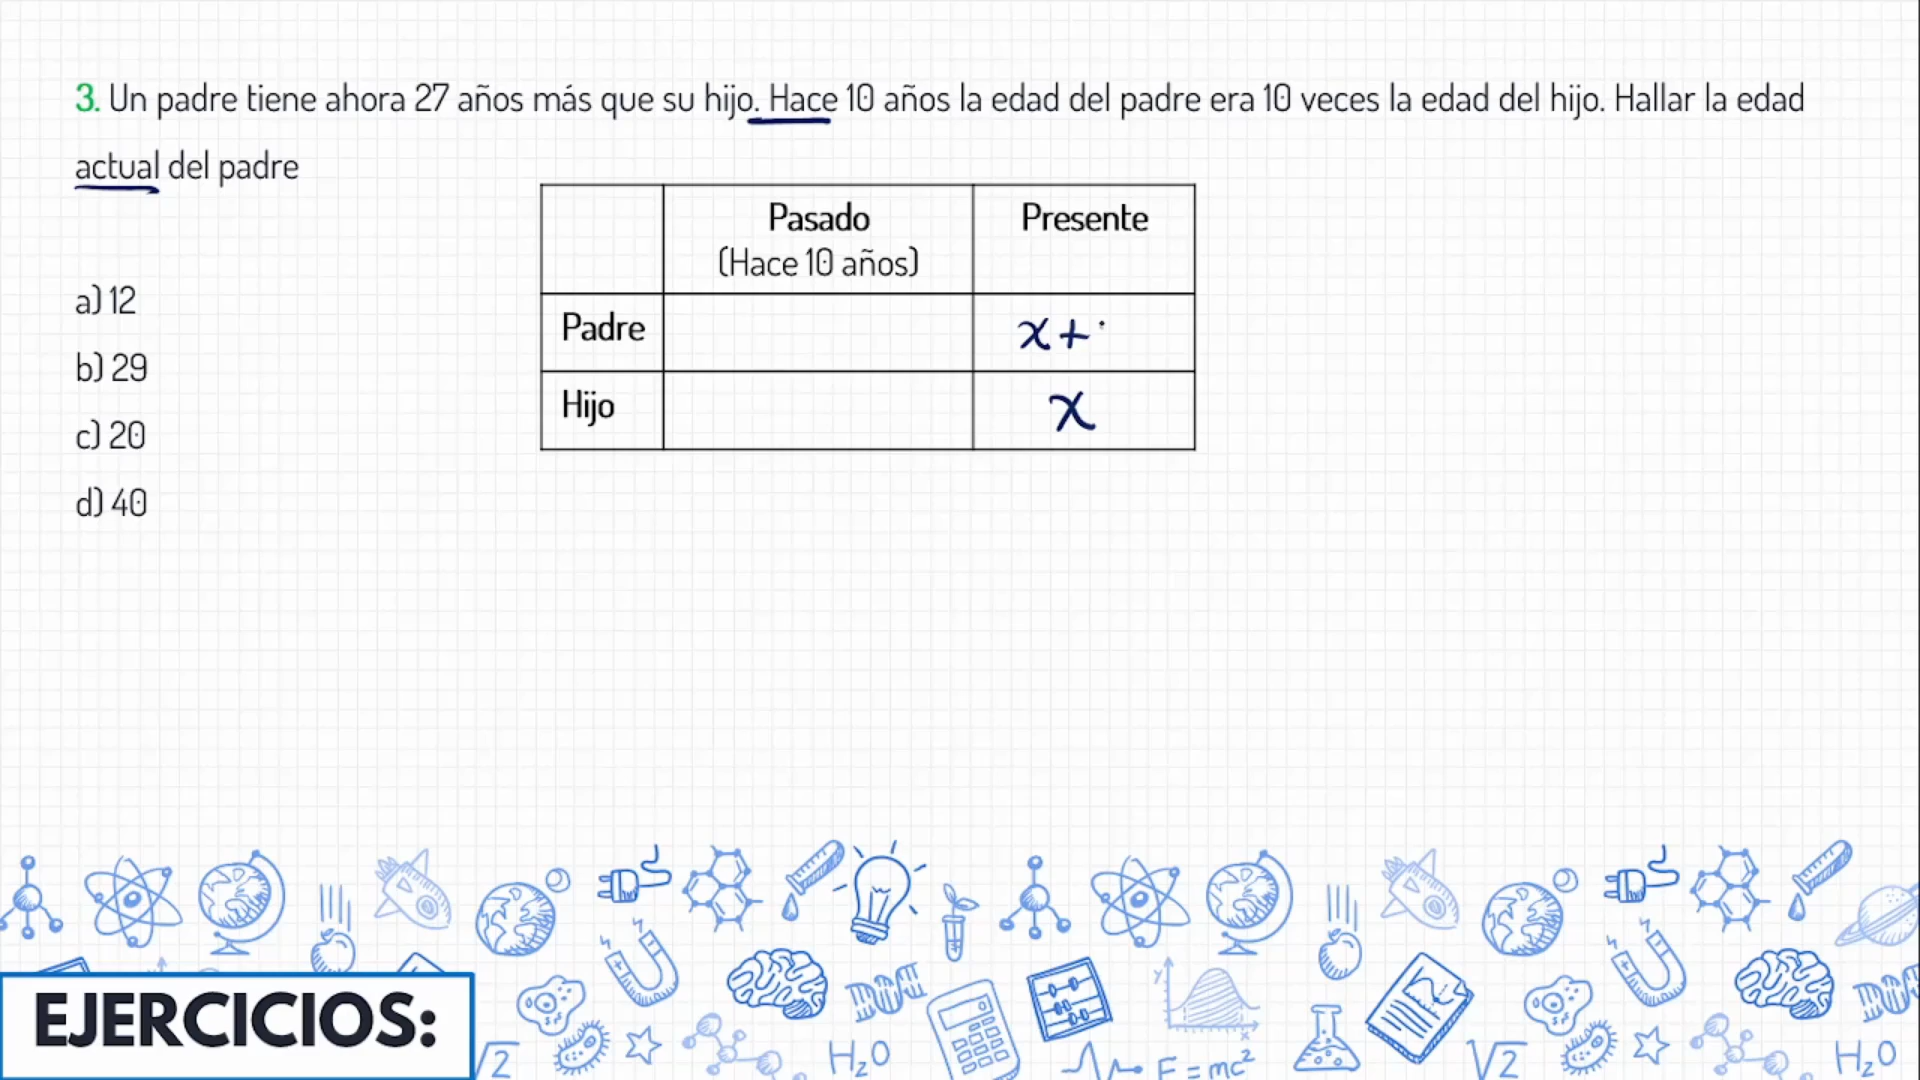 3. Un padre tiene ahora 27 años más que su hijo. Hace 10 años la edad del padre era 10 veces la edad del hijo. Hallar la edad
actual del padre
Pasado Presente
(Hace 10 años)
a) 12
Padre x+
b) 29
Hijo x
c) 20
d) 40
EJERCICIOS:
√2
H₂O
y
x
F=mc²
√2
H₂O